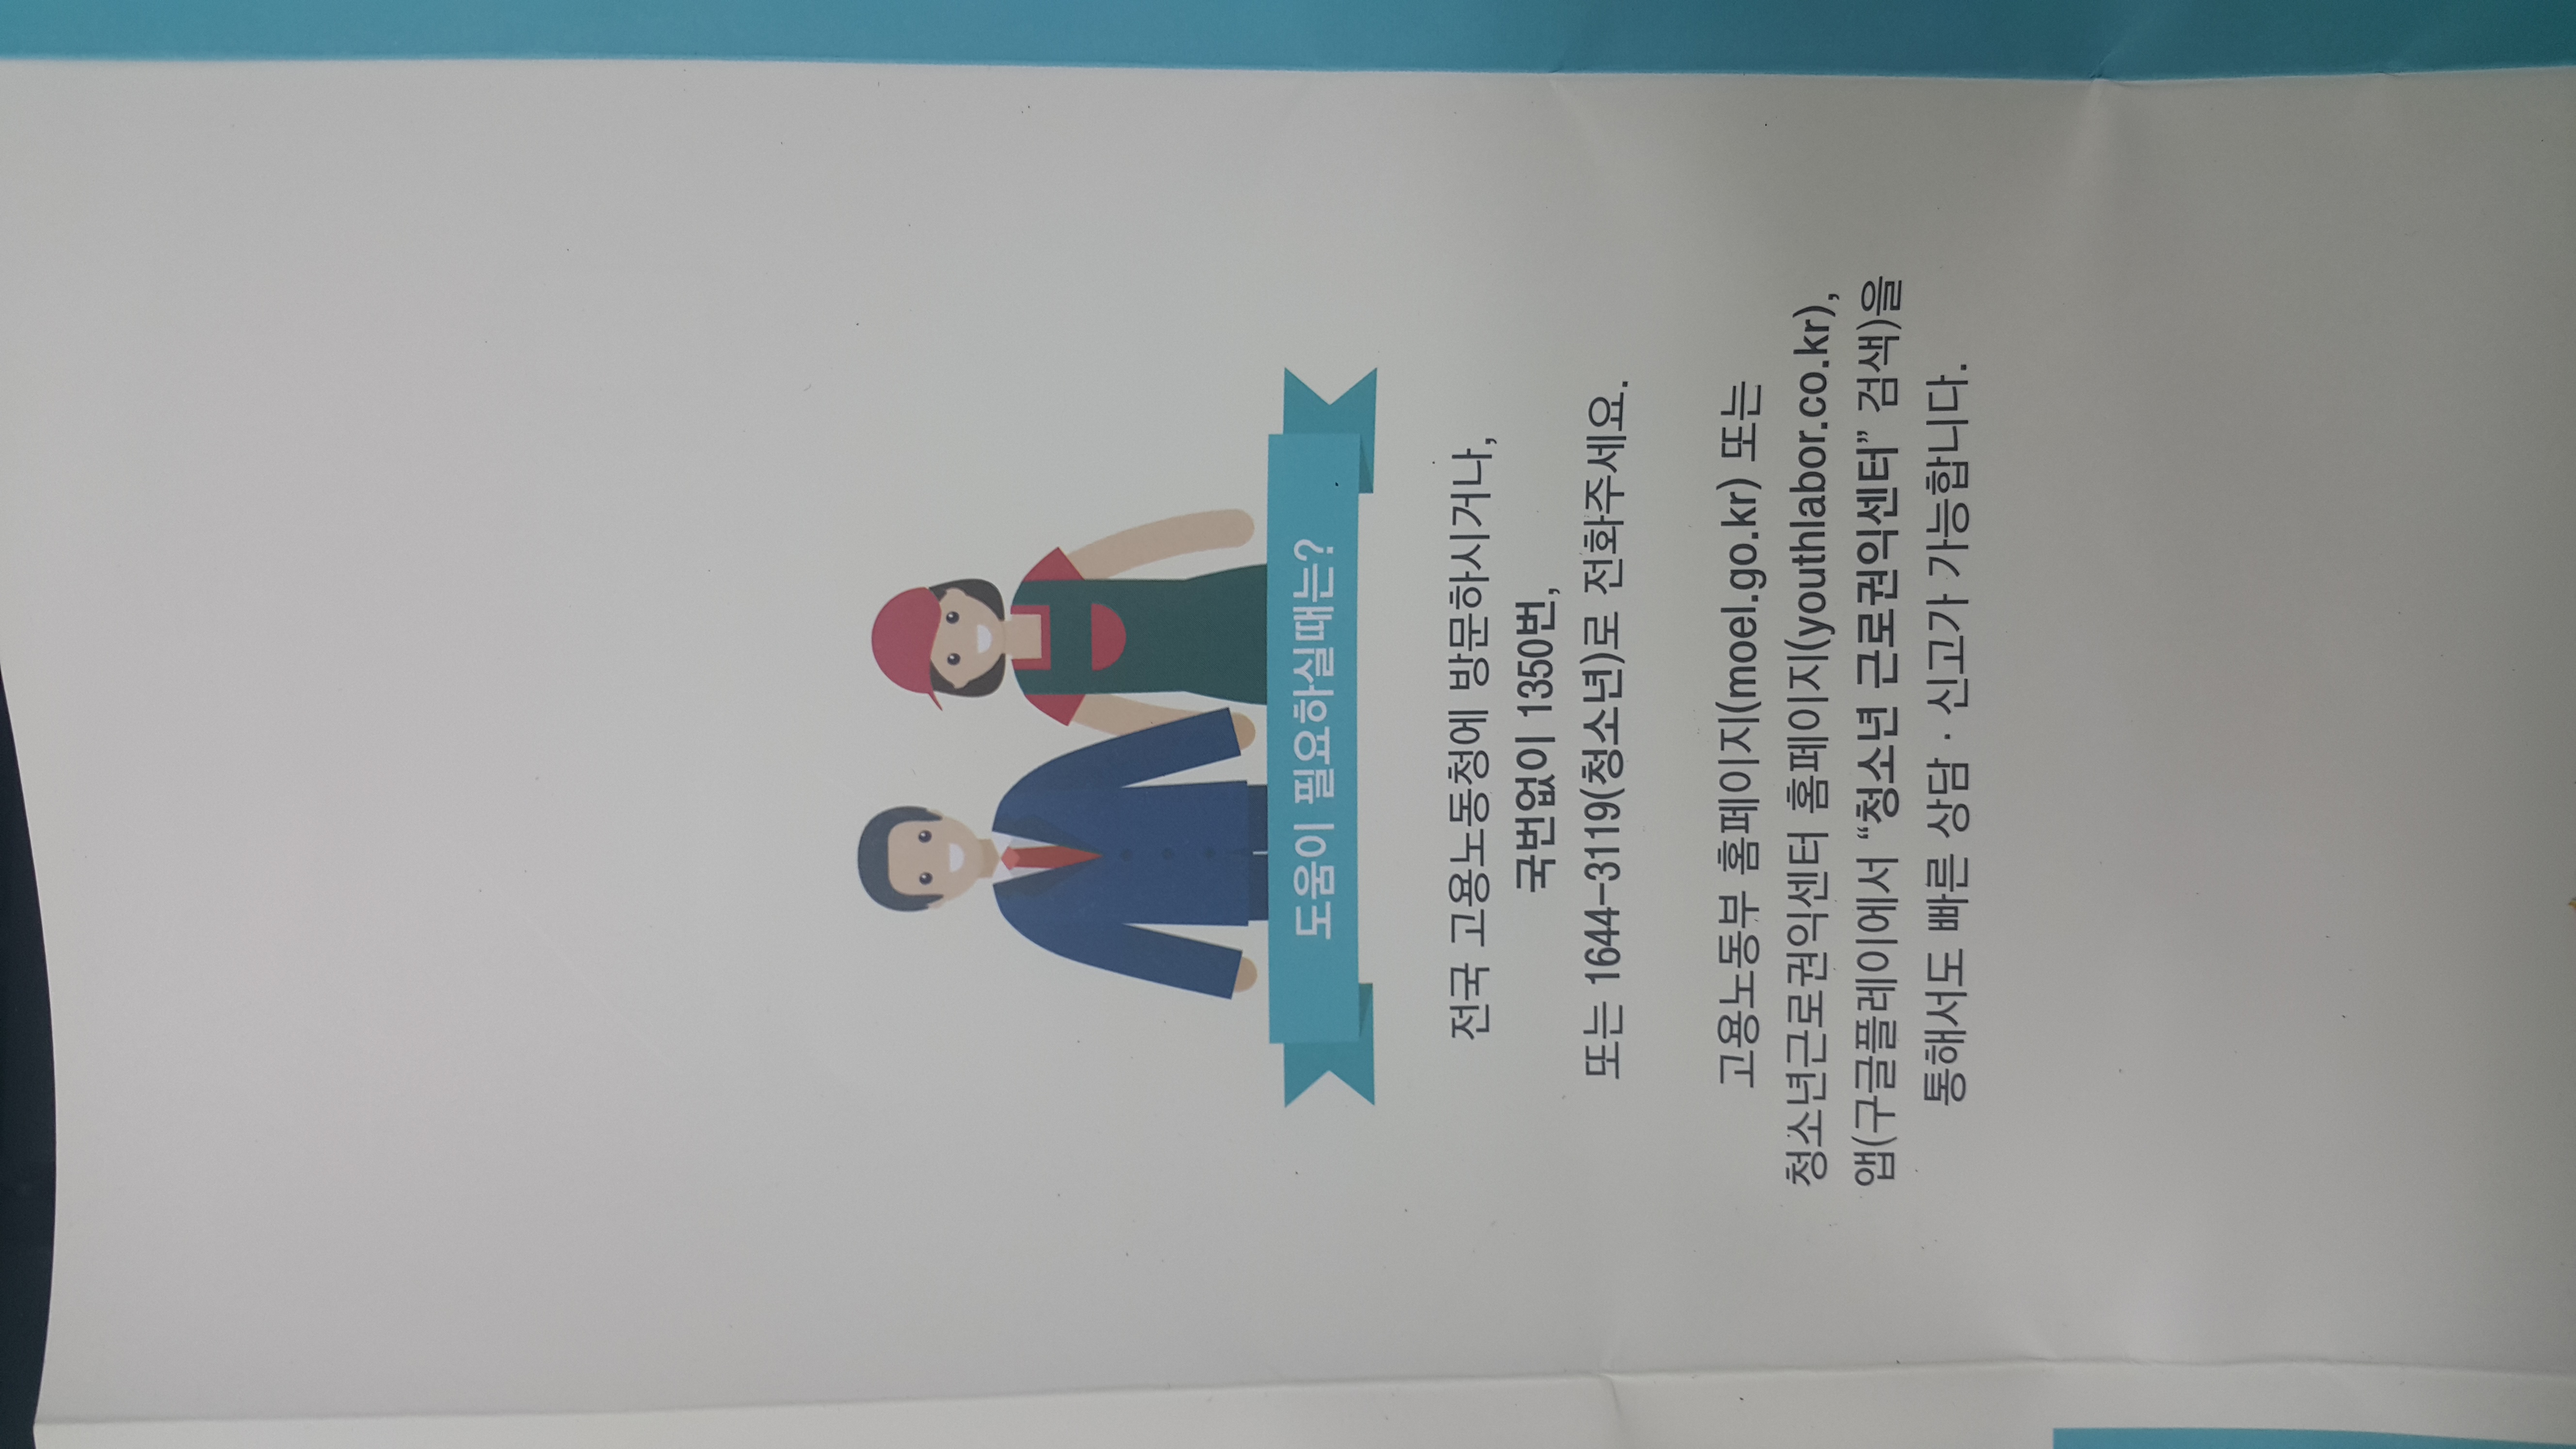 도움이 필요하실때는?
전국 고용노동청에 방문하시거나,
국번없이 1350번,
또는 1644-3119(청소년)로 전화주세요.
고용노동부 홈페이지(moel.go.kr) 또는
청소년근로권익센터 홈페이지(youthlabor.co.kr),
앱(구글플레이에서 “청소년 근로권익센터” 검색)을
통해서도 빠른 상담 · 신고가 가능합니다.